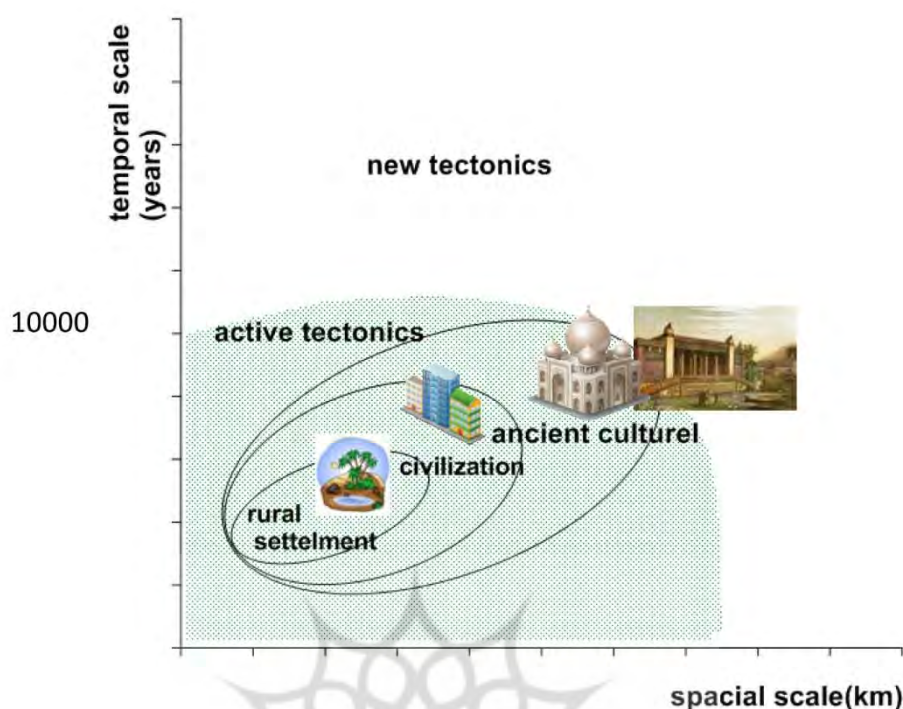 temporal scale
(years)
new tectonics
10000
active tectonics
ancient culturel
civilization
rural
settelment
spacial scale(km)